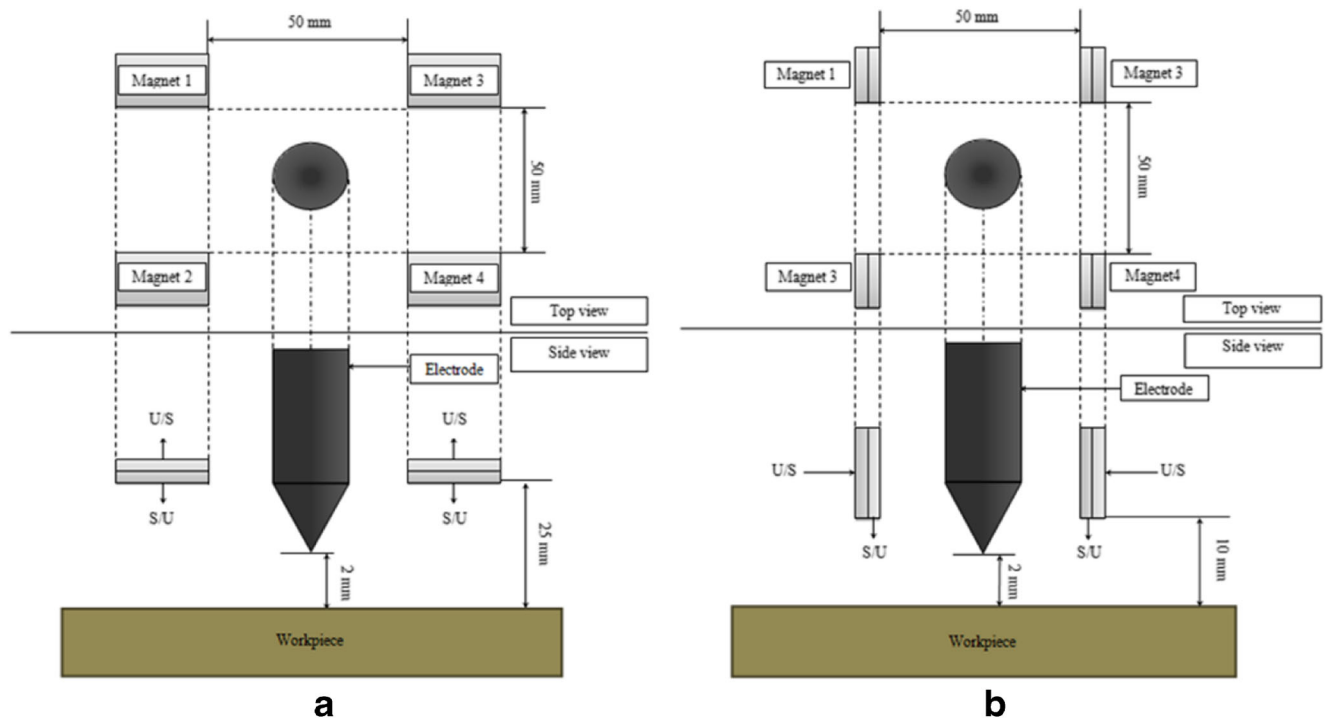 50 mm
Magnet 1
Magnet 3
50 mm
Magnet 2
Magnet 4
Top view
Side view
Electrode
U/S
U/S
S/U
S/U
25 mm
2 mm
Workpiece
a
50 mm
Magnet 1
Magnet 3
50 mm
Magnet 3
Magnet4
Top view
Side view
Electrode
U/S
U/S
S/U
S/U
10 mm
2 mm
Workpiece
b